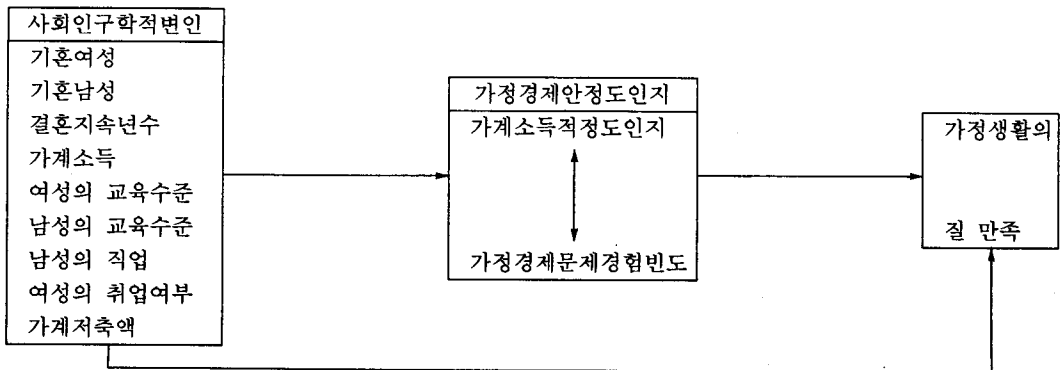 사회인구학적변인
기혼여성
기혼남성
결혼지속년수
가계소득
여성의 교육수준
남성의 교육수준
남성의 직업
여성의 취업여부
가계저축액
가정경제안정도인지
가계소득적정도인지
가정경제문제경험빈도
가정생활의
질 만족